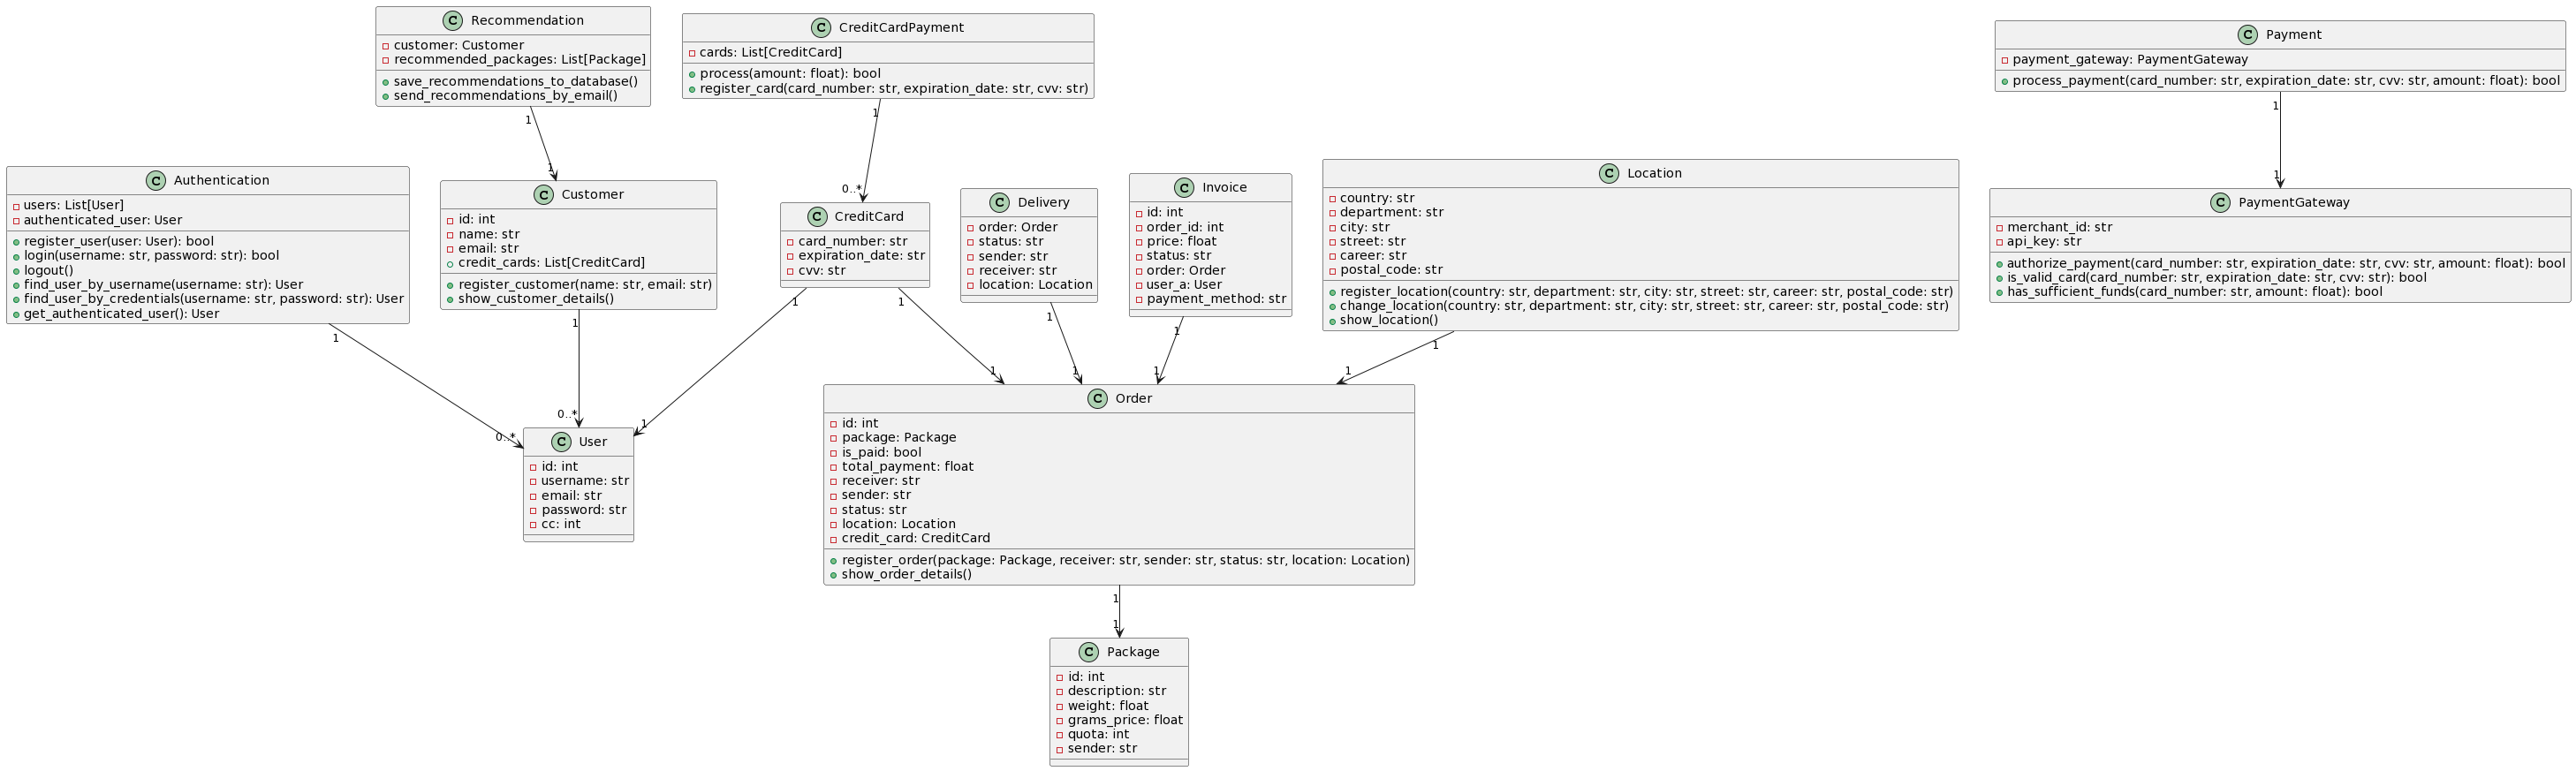 C Recommendation
customer: Customer
recommended_packages: List[Package]
save_recommendations_to_database()
send_recommendations_by_email()
1
1
C CreditCardPayment
cards: List[CreditCard]
process(amount: float): bool
register_card(card_number: str, expiration_date: str, cvv: str)
1
0..*
C Payment
payment_gateway: PaymentGateway
process_payment(card_number: str, expiration_date: str, cvv: str, amount: float): bool
1
1
C Authentication
users: List[User]
authenticated_user: User
register_user(user: User): bool
login(username: str, password: str): bool
logout()
find_user_by_username(username: str): User
find_user_by_credentials(username: str, password: str): User
get_authenticated_user(): User
1
0..*
C Customer
id: int
name: str
email: str
credit_cards: List[CreditCard]
register_customer(name: str, email: str)
show_customer_details()
1
0..*
C CreditCard
card_number: str
expiration_date: str
cvv: str
1
1
1
1
C Delivery
order: Order
status: str
sender: str
receiver: str
location: Location
1
1
C Invoice
id: int
order_id: int
price: float
status: str
order: Order
user_a: User
payment_method: str
1
1
C Location
country: str
department: str
city: str
street: str
career: str
postal_code: str
register_location(country: str, department: str, city: str, street: str, career: str, postal_code: str)
change_location(country: str, department: str, city: str, street: str, career: str, postal_code: str)
show_location()
1
1
C PaymentGateway
merchant_id: str
api_key: str
authorize_payment(card_number: str, expiration_date: str, cvv: str, amount: float): bool
is_valid_card(card_number: str, expiration_date: str, cvv: str): bool
has_sufficient_funds(card_number: str, amount: float): bool
C User
id: int
username: str
email: str
password: str
cc: int
C Order
id: int
package: Package
is_paid: bool
total_payment: float
receiver: str
sender: str
status: str
location: Location
credit_card: CreditCard
register_order(package: Package, receiver: str, sender: str, status: str, location: Location)
show_order_details()
1
1
C Package
id: int
description: str
weight: float
grams_price: float
quota: int
sender: str